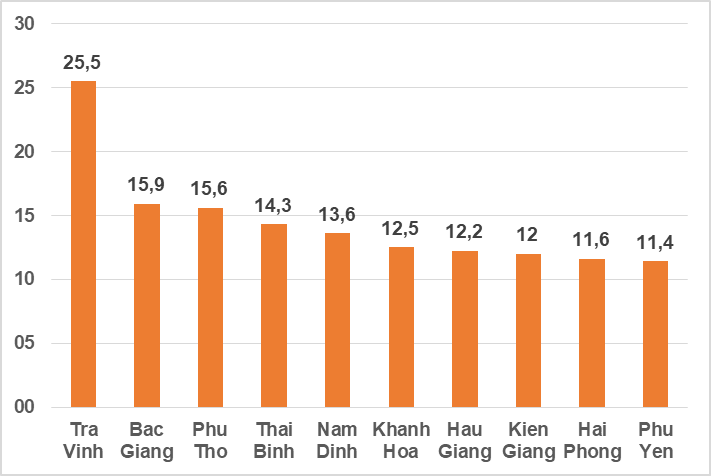 30
25
20
15
10
05
00
25,5
15,9
15,6
14,3
13,6
12,5
12,2
12
11,6
11,4
Tra Vinh
Bac Giang
Phu Tho
Thai Binh
Nam Dinh
Khanh Hoa
Hau Giang
Kien Giang
Hai Phong
Phu Yen